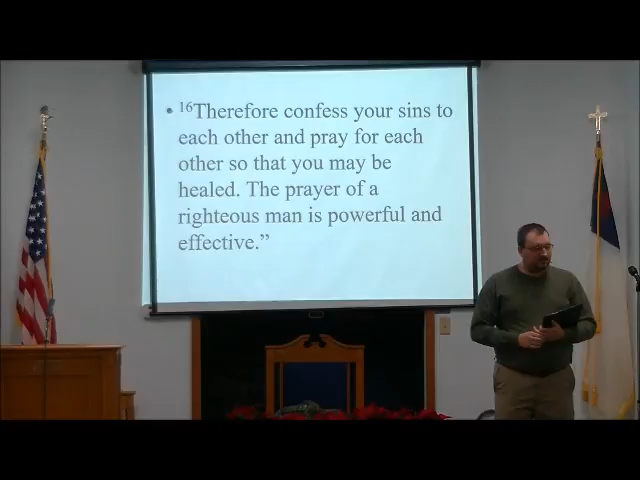 • 16Therefore confess your sins to
each other and pray for each
other so that you may be
healed. The prayer of a
righteous man is powerful and
effective.”